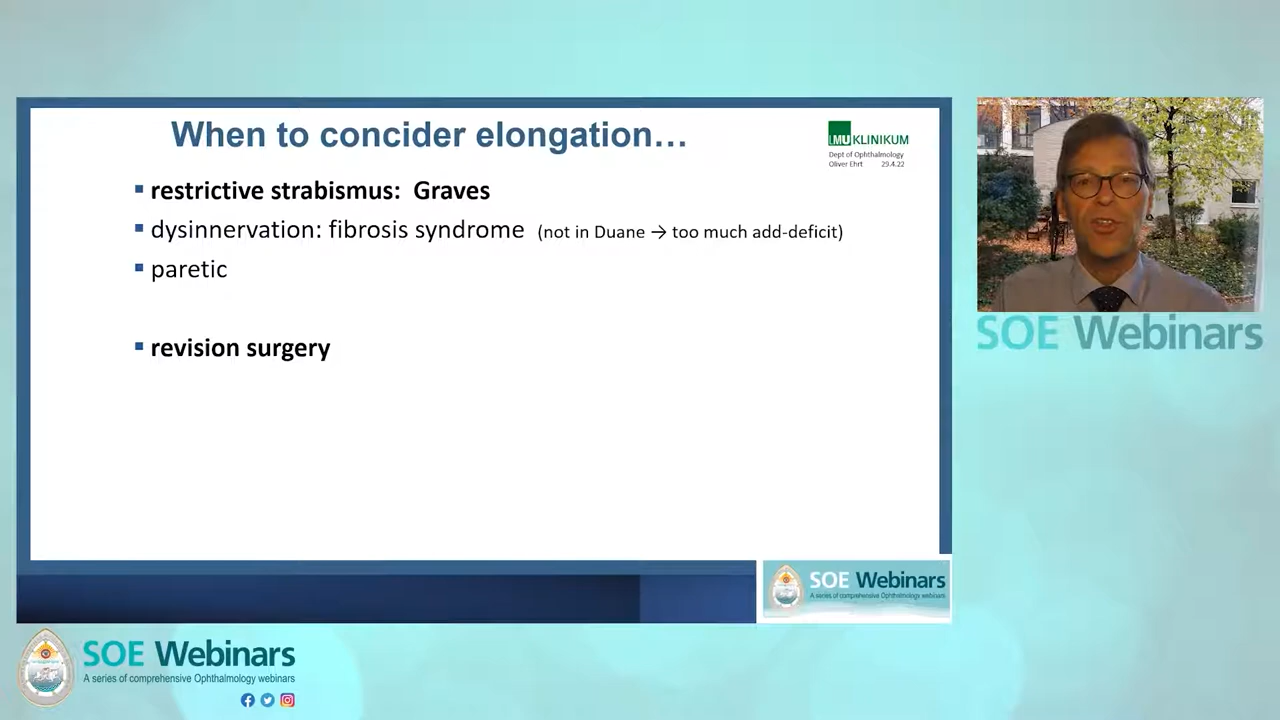 When to concider elongation…
LMU KLINIKUM
Dept of Ophthalmology
Oliver Ehrt 29.4.22
▪ restrictive strabismus: Graves
▪ dysinnervation: fibrosis syndrome (not in Duane → too much add-deficit)
▪ paretic
▪ revision surgery
SOE Webinars
SOE Webinars
A series of comprehensive Ophthalmology webinars
SOE Webinars
A series of comprehensive Ophthalmology webinars